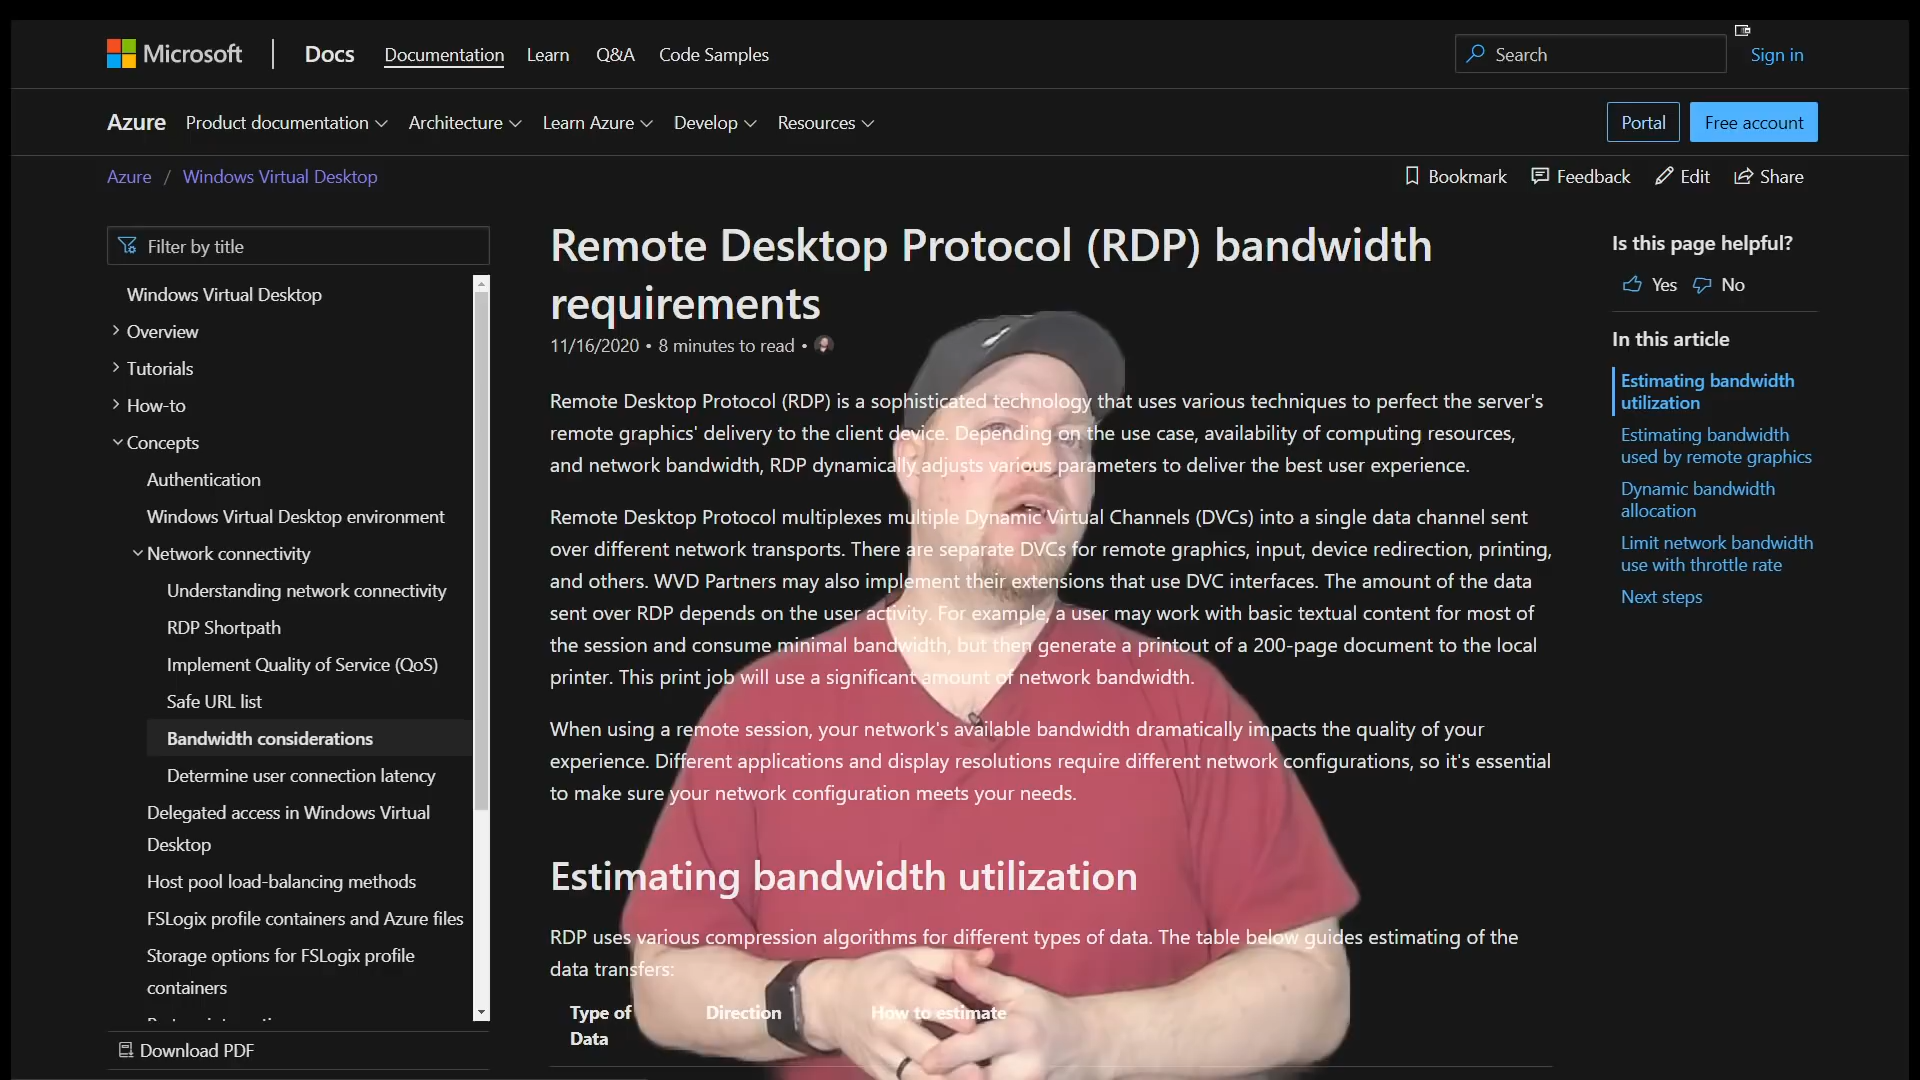 Microsoft
Docs
Documentation
Learn
Q&A
Code Samples
Search
Sign in
Azure
Product documentation
Architecture
Learn Azure
Develop
Resources
Portal
Free account
Azure / Windows Virtual Desktop
Bookmark
Feedback
Edit
Share
Filter by title
Windows Virtual Desktop
Overview
Tutorials
How-to
Concepts
Authentication
Windows Virtual Desktop environment
Network connectivity
Understanding network connectivity
RDP Shortpath
Implement Quality of Service (QoS)
Safe URL list
Bandwidth considerations
Determine user connection latency
Delegated access in Windows Virtual
Desktop
Host pool load-balancing methods
FSLogix profile containers and Azure files
Storage options for FSLogix profile
containers
Download PDF
Remote Desktop Protocol (RDP) bandwidth
requirements
11/16/2020 • 8 minutes to read •
Remote Desktop Protocol (RDP) is a sophisticated technology that uses various techniques to perfect the server's
remote graphics' delivery to the client device. Depending on the use case, availability of computing resources,
and network bandwidth, RDP dynamically adjusts various parameters to deliver the best user experience.
Remote Desktop Protocol multiplexes multiple Dynamic Virtual Channels (DVCs) into a single data channel sent
over different network transports. There are separate DVCs for remote graphics, input, device redirection, printing,
and others. WVD Partners may also implement their extensions that use DVC interfaces. The amount of the data
sent over RDP depends on the user activity. For example, a user may work with basic textual content for most of
the session and consume minimal bandwidth, but then generate a printout of a 200-page document to the local
printer. This print job will use a significant amount of network bandwidth.
When using a remote session, your network's available bandwidth dramatically impacts the quality of your
experience. Different applications and display resolutions require different network configurations, so it's essential
to make sure your network configuration meets your needs.
Estimating bandwidth utilization
RDP uses various compression algorithms for different types of data. The table below guides estimating of the
data transfers:
Type of
Data
Direction
How to estimate
Is this page helpful?
Yes
No
In this article
Estimating bandwidth
utilization
Estimating bandwidth
used by remote graphics
Dynamic bandwidth
allocation
Limit network bandwidth
use with throttle rate
Next steps